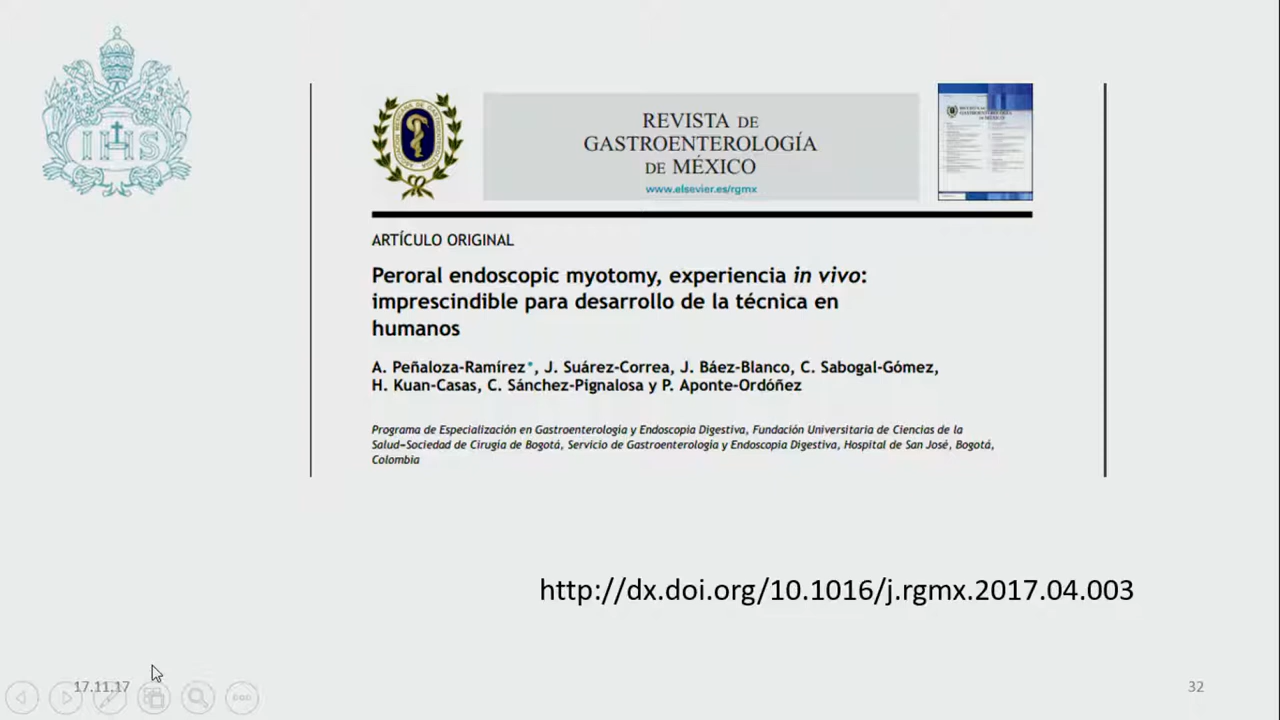 IHS
REVISTA DE
GASTROENTEROLOGÍA
DE MÉXICO
www.elsevier.es/rgmx
ARTÍCULO ORIGINAL
Peroral endoscopic myotomy, experiencia in vivo:
imprescindible para desarrollo de la técnica en
humanos
A. Peñaloza-Ramírez*, J. Suárez-Correa, J. Báez-Blanco, C. Sabogal-Gómez,
H. Kuan-Casas, C. Sánchez-Pignalosa y P. Aponte-Ordóñez
Programa de Especialización en Gastroenterología y Endoscopia Digestiva, Fundación Universitaria de Ciencias de la
Salud–Sociedad de Cirugía de Bogotá, Servicio de Gastroenterología y Endoscopia Digestiva, Hospital de San José, Bogotá,
Colombia
http://dx.doi.org/10.1016/j.rgmx.2017.04.003
17.11.17
32